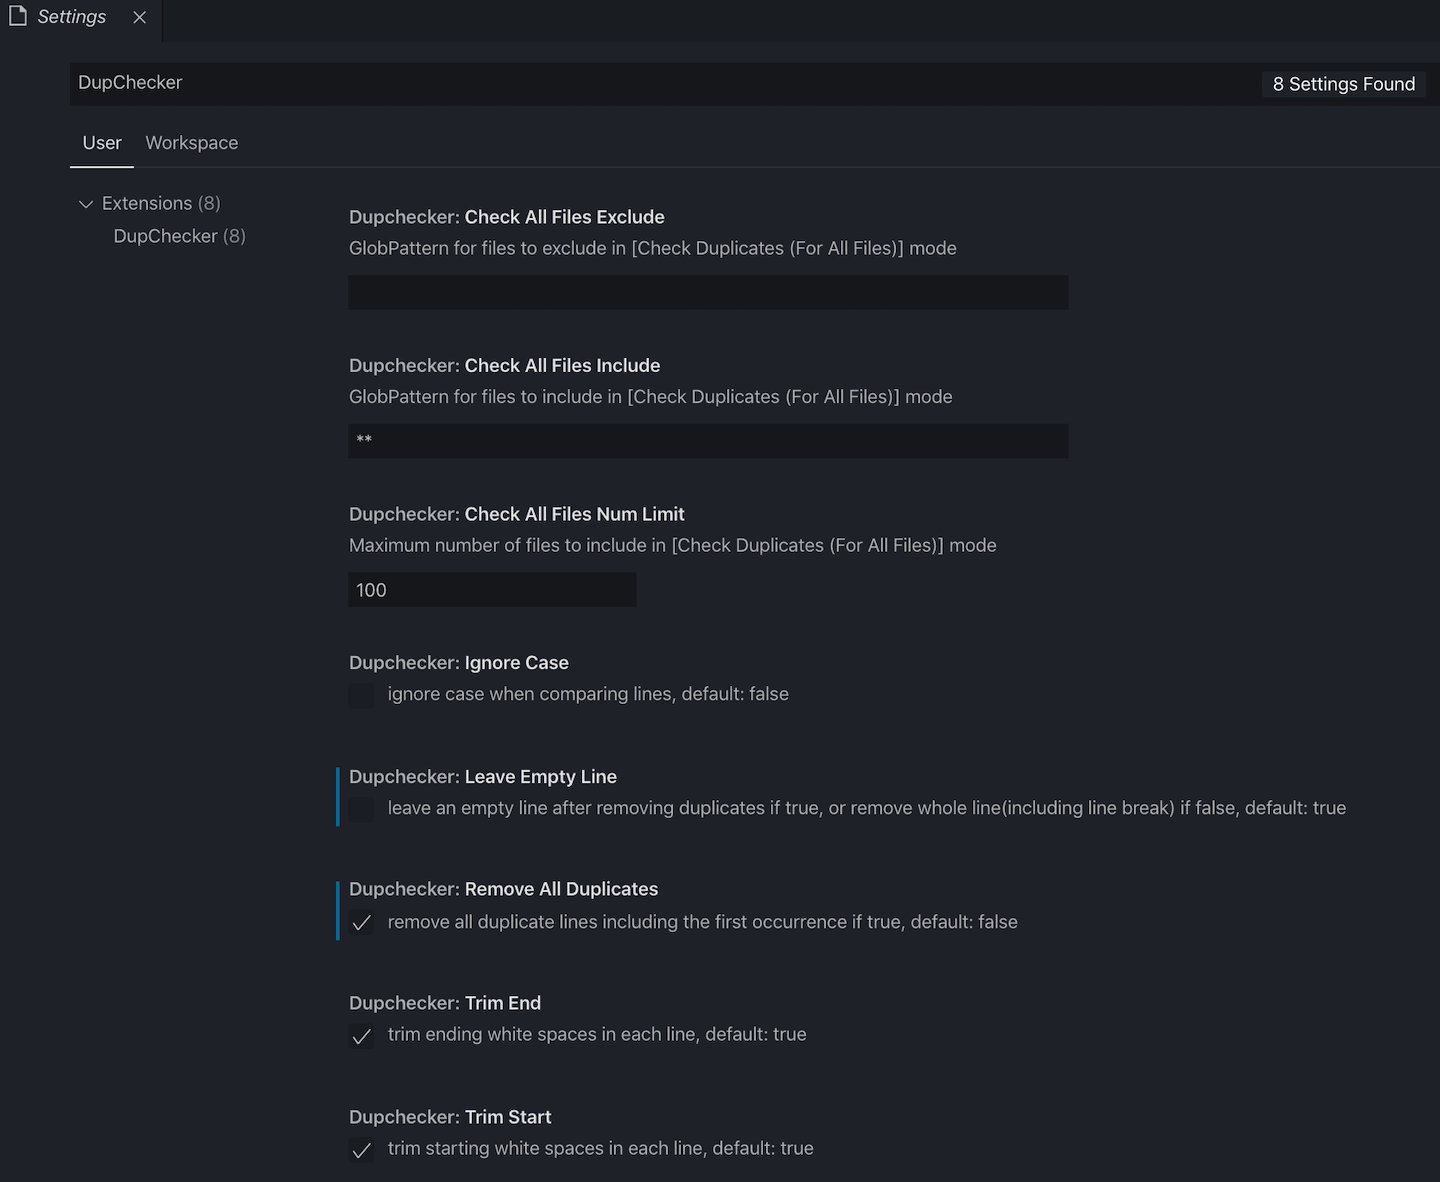 Settings
DupChecker
8 Settings Found
User Workspace
Extensions (8)
DupChecker (8)
Dupchecker: Check All Files Exclude
GlobPattern for files to exclude in [Check Duplicates (For All Files)] mode
Dupchecker: Check All Files Include
GlobPattern for files to include in [Check Duplicates (For All Files)] mode
**
Dupchecker: Check All Files Num Limit
Maximum number of files to include in [Check Duplicates (For All Files)] mode
100
Dupchecker: Ignore Case
ignore case when comparing lines, default: false
Dupchecker: Leave Empty Line
leave an empty line after removing duplicates if true, or remove whole line(including line break) if false, default: true
Dupchecker: Remove All Duplicates
remove all duplicate lines including the first occurrence if true, default: false
Dupchecker: Trim End
trim ending white spaces in each line, default: true
Dupchecker: Trim Start
trim starting white spaces in each line, default: true